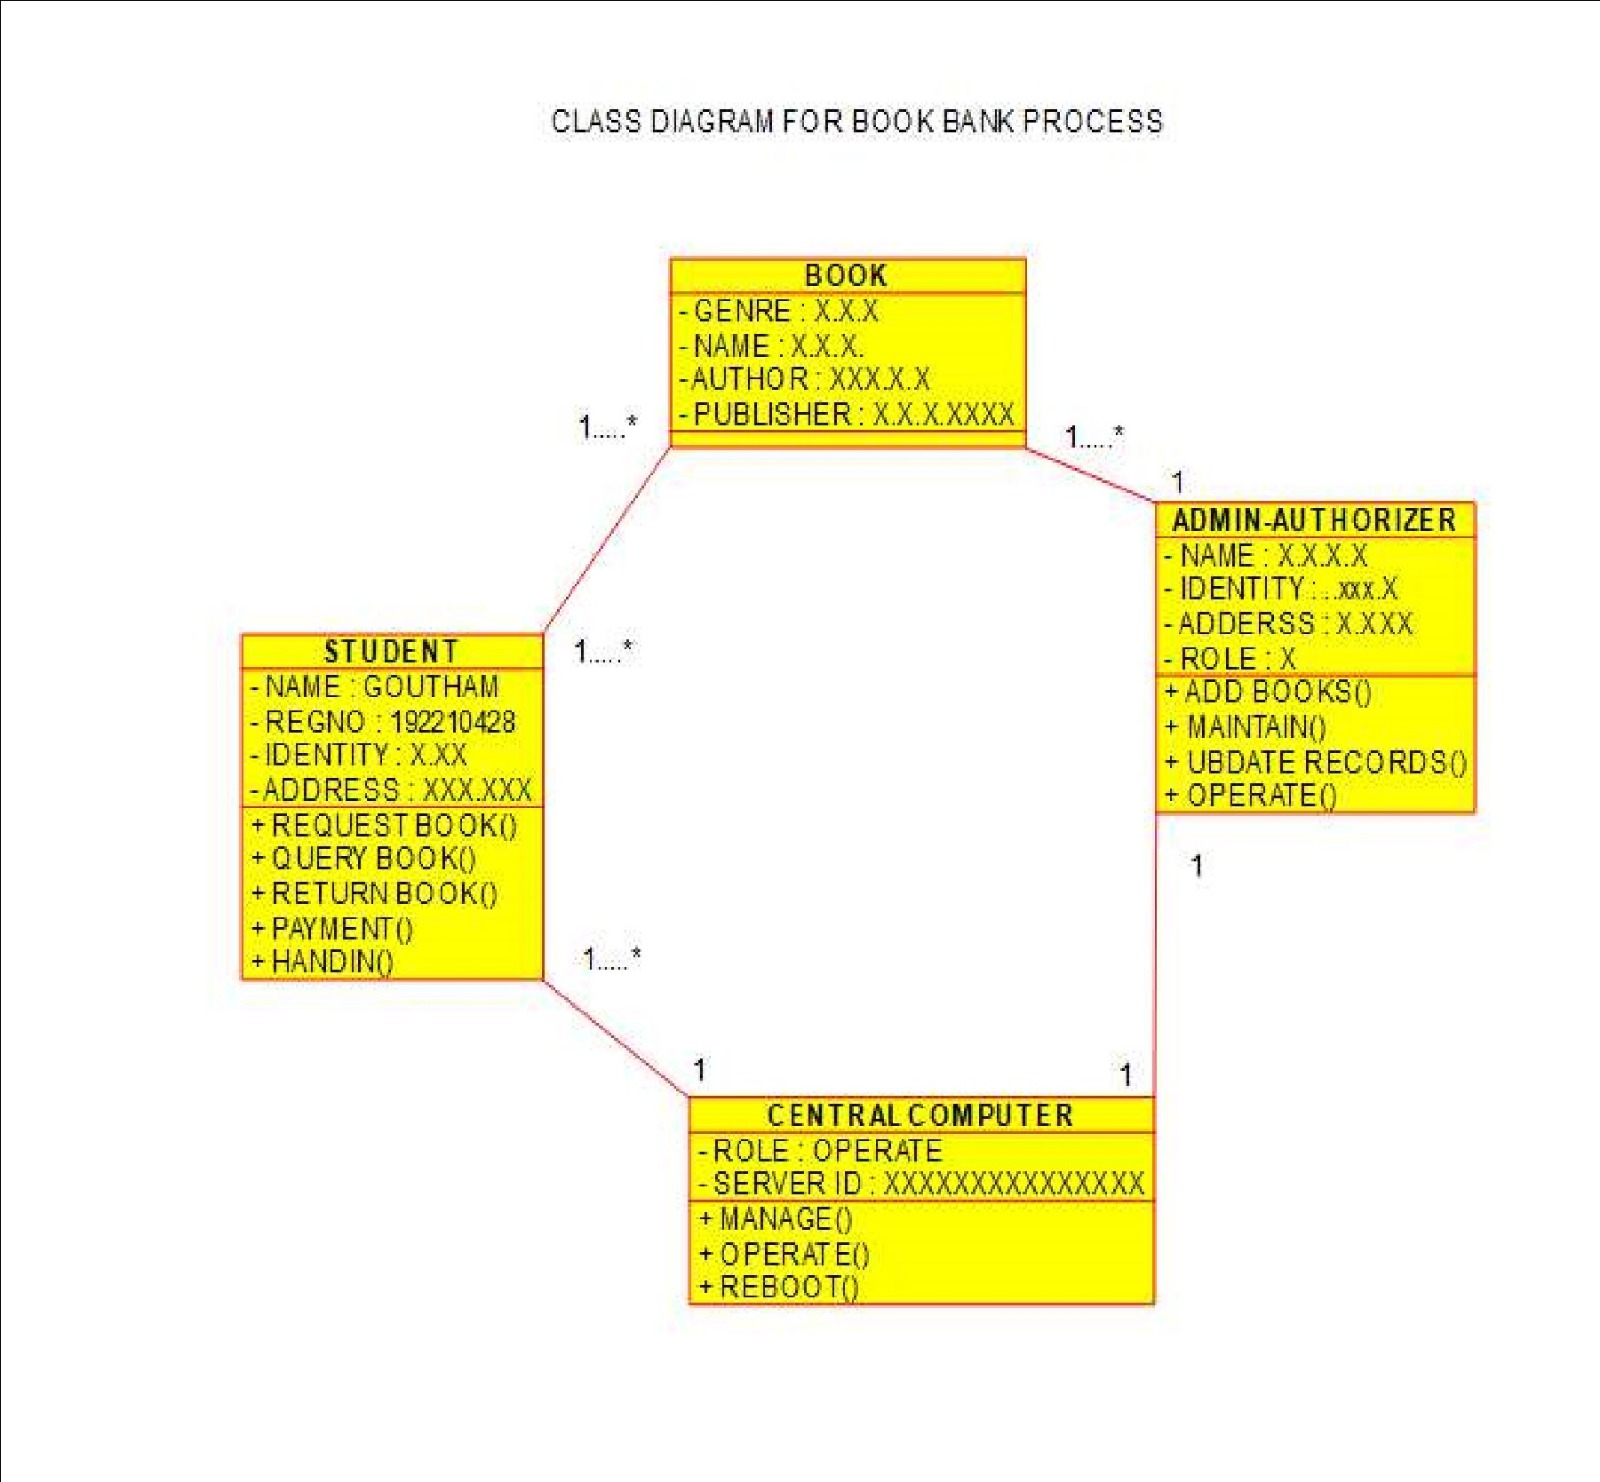 CLASS DIAGRAM FOR BOOK BANK PROCESS
BOOK
- GENRE : X.X.X
- NAME : X.X.X.
- AUTHOR : XXX.X.X
- PUBLISHER : X.X.X.XXXX
1.....*
1.....*
1
ADMIN-AUTHORIZER
- NAME : X.X.X.X
- IDENTITY : ..xxx.X
- ADDERSS : X.XXX
- ROLE : X
+ ADD BOOKS()
+ MAINTAIN()
+ UBDATE RECORDS()
+ OPERATE()
1
1.....*
STUDENT
- NAME : GOUTHAM
- REGNO : 192210428
- IDENTITY : X.XX
- ADDRESS : XXX.XXX
+ REQUEST BOOK()
+ QUERY BOOK()
+ RETURN BOOK()
+ PAYMENT()
+ HANDIN()
1.....*
1
1
CENTRAL COMPUTER
- ROLE : OPERATE
- SERVER ID : XXXXXXXXXXXXXXX
+ MANAGE()
+ OPERATE()
+ REBOOT()